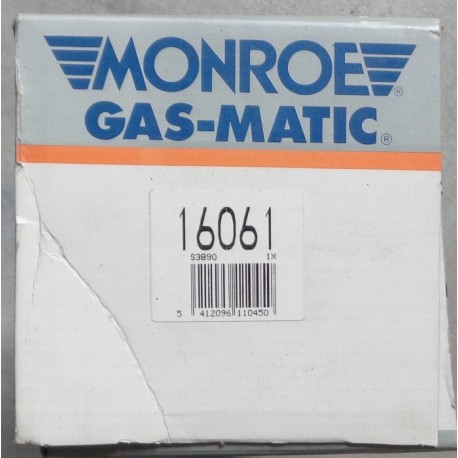 MONROE®
GAS-MATIC®
16061
S3B90 1X
5 412096 110450